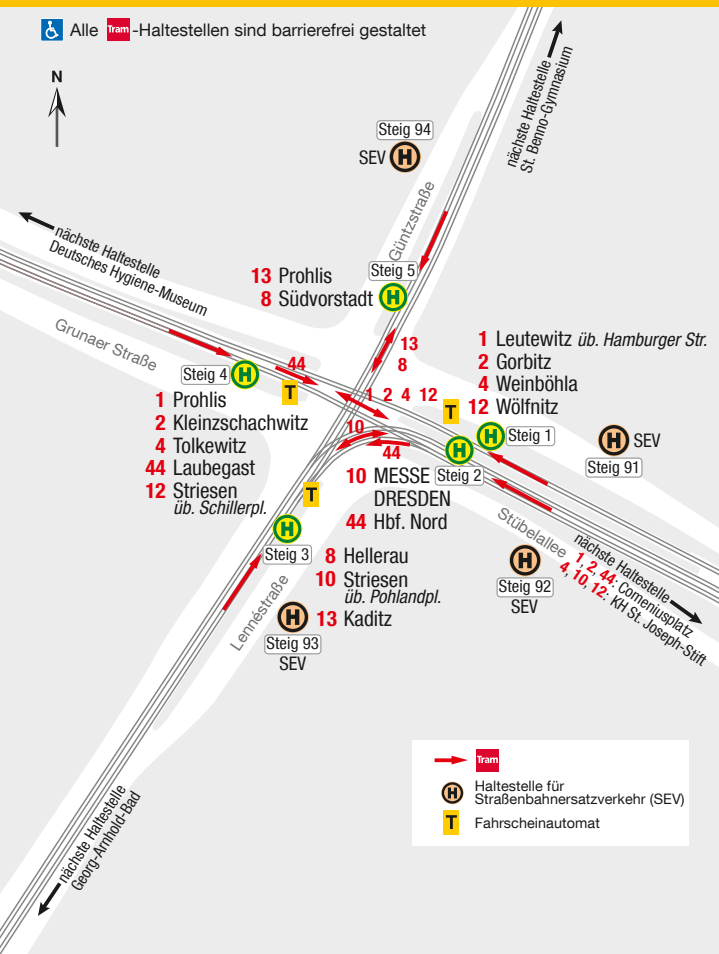 Alle Tram-Haltestellen sind barrierefrei gestaltet
N
nächste Haltestelle
St. Benno-Gymnasium
Steig 94
SEV H
Güntzstraße
nächste Haltestelle
Deutsches Hygiene-Museum
Steig 5
13 Prohlis
8 Südvorstadt H
Grunaer Straße
13
8
1 Leutewitz üb. Hamburger Str.
2 Gorbitz
4 Weinböhla
12 Wölfnitz
44
Steig 4 H
T
1 2 4 12
T
1 Prohlis
2 Kleinzschachwitz
4 Tolkewitz
44 Laubegast
12 Striesen
üb. Schillerpl.
10
44
H Steig 1
H SEV
Steig 91
H
Steig 2
10 MESSE
DRESDEN
44 Hbf. Nord
T
H
Steig 3
Stübelallee
8 Hellerau
10 Striesen
üb. Pohlandpl.
13 Kaditz
H
Steig 92
SEV
nächste Haltestelle
1, 2, 44: Comeniusplatz
4, 10, 12: KH St. Joseph-Stift
Lennéstraße
H
Steig 93
SEV
nächste Haltestelle
Georg-Arnhold-Bad
Tram
H Haltestelle für
Straßenbahnersatzverkehr (SEV)
T Fahrscheinautomat